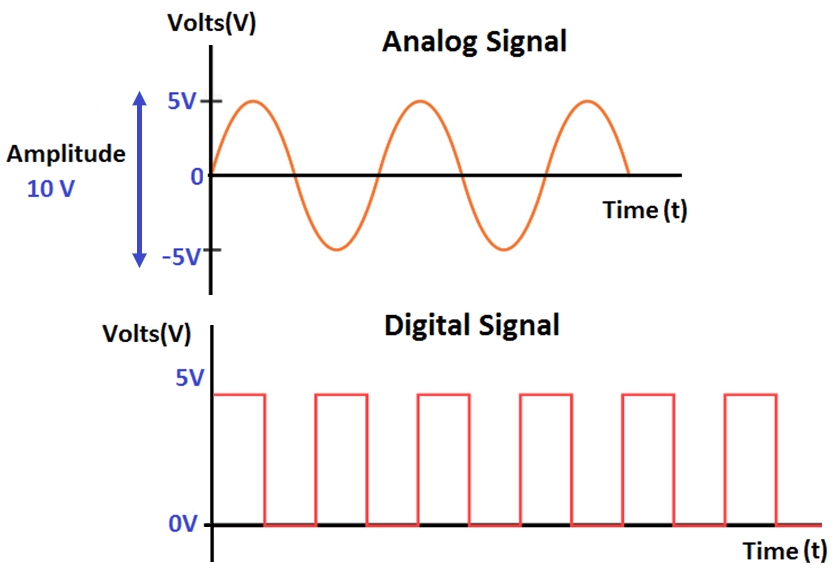 Volts(V)
Analog Signal
5V
Amplitude
10 V
0
Time (t)
-5V
Digital Signal
Volts(V)
5V
0V
Time (t)